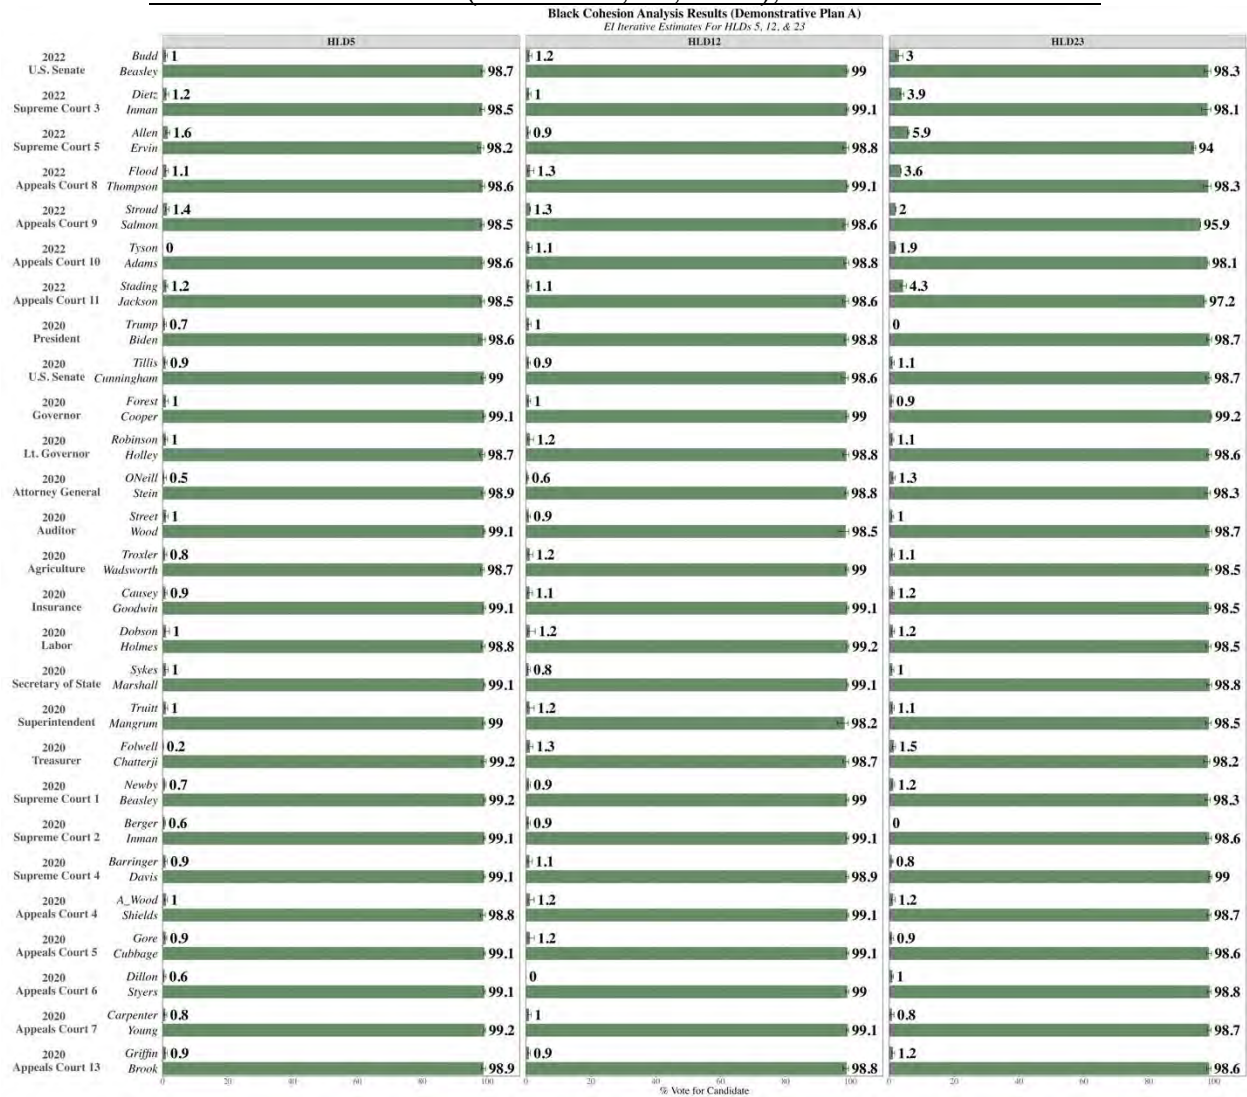 Black Cohesion Analysis Results (Demonstrative Plan A)
EI Iterative Estimates For HLDs 5, 12, & 23
HLD5 HLD12 HLD23
2022 Budd 1 1.2 3
U.S. Senate Beasley 98.7 99 98.3
2022 Dietz 1.2 1 3.9
Supreme Court 3 Inman 98.5 99.1 98.1
2022 Allen 1.6 0.9 5.9
Supreme Court 5 Ervin 98.2 98.8 94
2022 Flood 1.1 1.3 3.6
Appeals Court 8 Thompson 98.6 99.1 98.3
2022 Stroud 1.4 1.3 2
Appeals Court 9 Salmon 98.5 98.6 95.9
2022 Tyson 0 1.1 1.9
Appeals Court 10 Adams 98.6 98.8 98.1
2022 Stading 1.2 1.1 4.3
Appeals Court 11 Jackson 98.5 98.6 97.2
2020 Trump 0.7 1 0
President Biden 98.6 98.8 98.7
2020 Tillis 0.9 0.9 1.1
U.S. Senate Cunningham 99 98.6 98.7
2020 Forest 1 1 0.9
Governor Cooper 99.1 99 99.2
2020 Robinson 1 1.2 1.1
Lt. Governor Holley 98.7 98.8 98.6
2020 ONeill 0.5 0.6 1.3
Attorney General Stein 98.9 98.8 98.3
2020 Street 1 0.9 1
Auditor Wood 99.1 98.5 98.7
2020 Troxler 0.8 1.2 1.1
Agriculture Wadsworth 98.7 99 98.5
2020 Causey 0.9 1.1 1.2
Insurance Goodwin 99.1 99.1 98.5
2020 Dobson 1 1.2 1.2
Labor Holmes 98.8 99.2 98.5
2020 Sykes 1 0.8 1
Secretary of State Marshall 99.1 99.1 98.8
2020 Truitt 1 1.2 1.1
Superintendent Mangrum 99 98.2 98.5
2020 Folwell 0.2 1.3 1.5
Treasurer Chatterji 99.2 98.7 98.2
2020 Newby 0.7 0.9 1.2
Supreme Court 1 Beasley 99.2 99 98.3
2020 Berger 0.6 0.9 0
Supreme Court 2 Inman 99.1 99.1 98.6
2020 Barringer 0.9 1.1 0.8
Supreme Court 4 Davis 99.1 98.9 99
2020 A_Wood 1 1.2 1.2
Appeals Court 4 Shields 98.8 99.1 98.7
2020 Gore 0.9 1.2 0.9
Appeals Court 5 Cubbage 99.1 99.1 98.6
2020 Dillon 0.6 0 1
Appeals Court 6 Styers 99.1 99 98.8
2020 Carpenter 0.8 1 0.8
Appeals Court 7 Young 99.2 99.1 98.7
2020 Griffin 0.9 0.9 1.2
Appeals Court 13 Brook 98.9 98.8 98.6
0 20 40 60 80 100 0 20 40 60 80 100 0 20 40 60 80 100
% Vote for Candidate